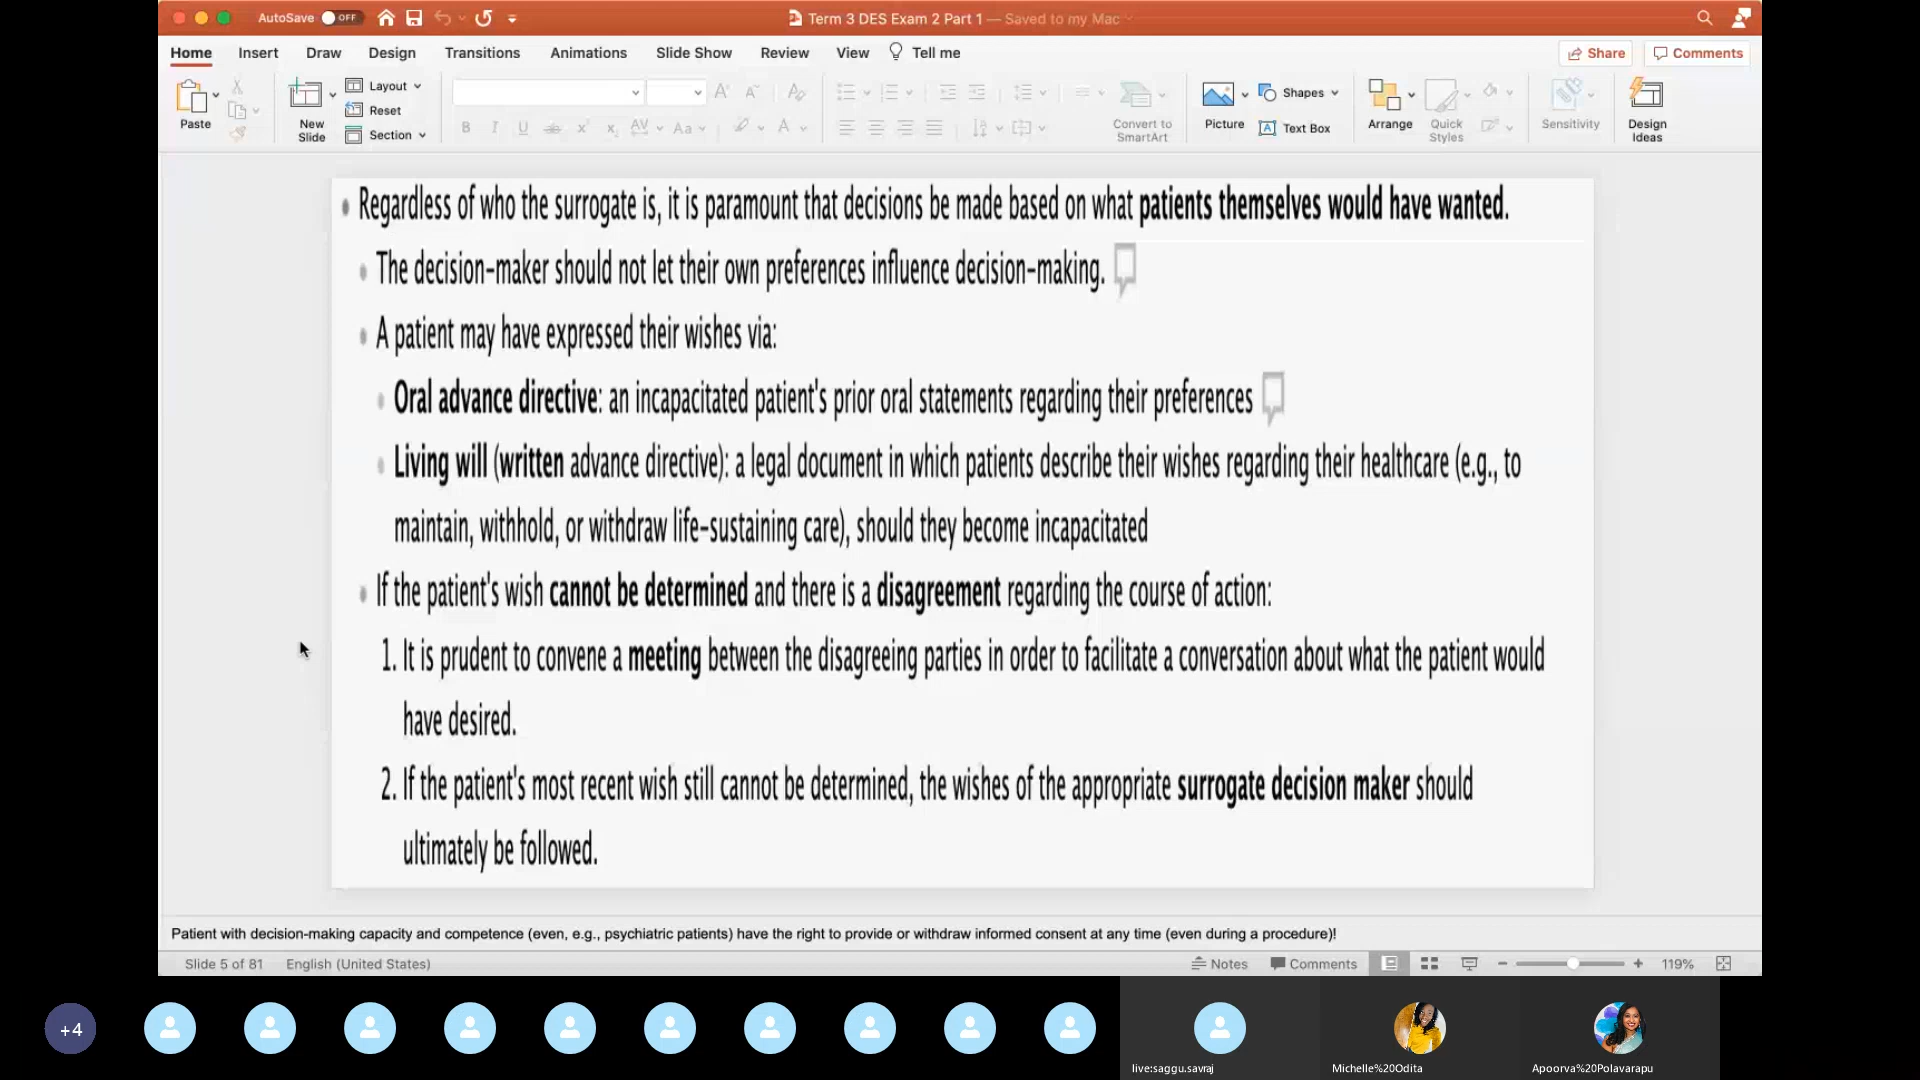 AutoSave OFF
Term 3 DES Exam 2 Part 1 — Saved to my Mac
Home Insert Draw Design Transitions Animations Slide Show Review View Tell me
Share Comments
Paste
New Slide
Layout
Reset
Section
Convert to SmartArt
Picture
Shapes
Text Box
Arrange
Quick Styles
Sensitivity
Design Ideas
Regardless of who the surrogate is, it is paramount that decisions be made based on what patients themselves would have wanted.
The decision-maker should not let their own preferences influence decision-making.
A patient may have expressed their wishes via:
Oral advance directive: an incapacitated patient's prior oral statements regarding their preferences
Living will (written advance directive): a legal document in which patients describe their wishes regarding their healthcare (e.g., to
maintain, withhold, or withdraw life-sustaining care), should they become incapacitated
If the patient's wish cannot be determined and there is a disagreement regarding the course of action:
1. It is prudent to convene a meeting between the disagreeing parties in order to facilitate a conversation about what the patient would
have desired.
2. If the patient's most recent wish still cannot be determined, the wishes of the appropriate surrogate decision maker should
ultimately be followed.
Patient with decision-making capacity and competence (even, e.g., psychiatric patients) have the right to provide or withdraw informed consent at any time (even during a procedure)!
Slide 5 of 81 English (United States) Notes Comments 119%
+4
live:saggu.savraj Michelle%20Odita Apoorva%20Polavarapu